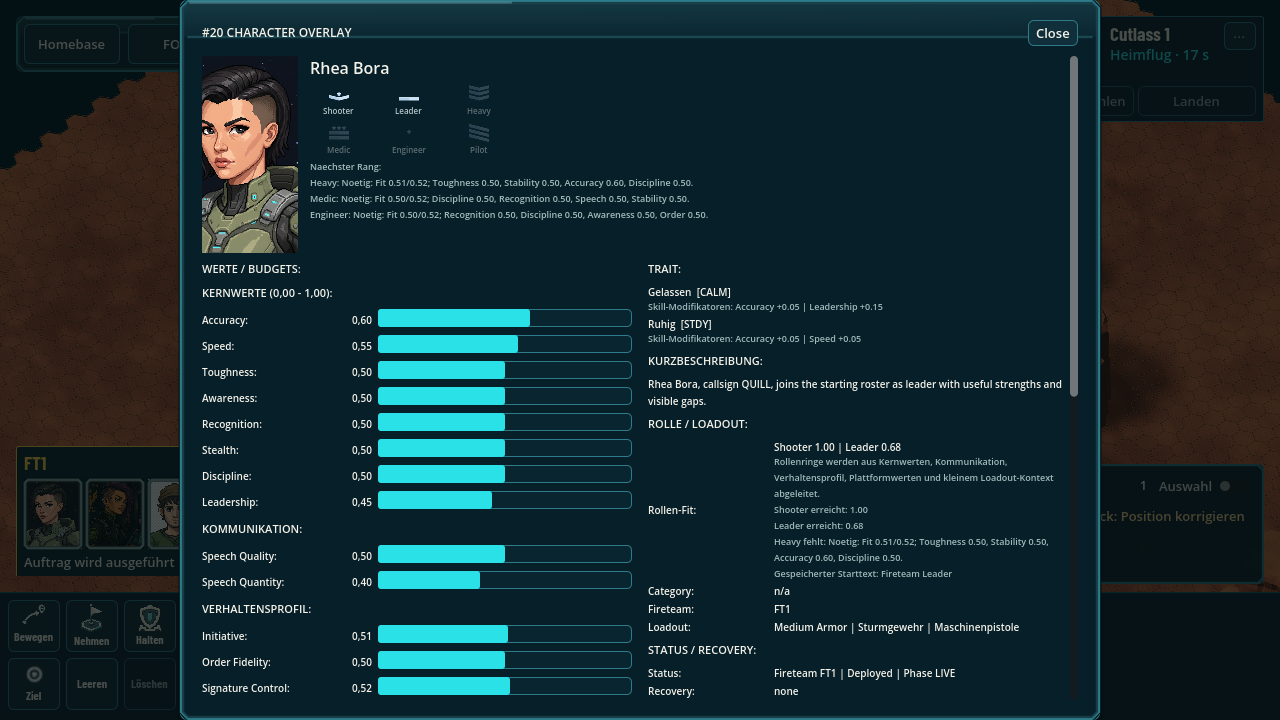 #20 CHARACTER OVERLAY
Close
Homebase
FO
Cutlass 1
...
Heimflug · 17 s
hlen
Landen
Rhea Bora
Shooter
Leader
Heavy
Medic
Engineer
Pilot
Naechster Rang:
Heavy: Noetig: Fit 0.51/0.52; Toughness 0.50, Stability 0.50, Accuracy 0.60, Discipline 0.50.
Medic: Noetig: Fit 0.50/0.52; Discipline 0.50, Recognition 0.50, Speech 0.50, Stability 0.50.
Engineer: Noetig: Fit 0.50/0.52; Recognition 0.50, Discipline 0.50, Awareness 0.50, Order 0.50.
WERTE / BUDGETS:
KERNWERTE (0,00 - 1,00):
Accuracy: 0,60
Speed: 0,55
Toughness: 0,50
Awareness: 0,50
Recognition: 0,50
Stealth: 0,50
Discipline: 0,50
Leadership: 0,45
KOMMUNIKATION:
Speech Quality: 0,50
Speech Quantity: 0,40
VERHALTENSPROFIL:
Initiative: 0,51
Order Fidelity: 0,50
Signature Control: 0,52
TRAIT:
Gelassen [CALM]
Skill-Modifikatoren: Accuracy +0.05 | Leadership +0.15
Ruhig [STDY]
Skill-Modifikatoren: Accuracy +0.05 | Speed +0.05
KURZBESCHREIBUNG:
Rhea Bora, callsign QUILL, joins the starting roster as leader with useful strengths and
visible gaps.
ROLLE / LOADOUT:
Rollen-Fit:
Shooter 1.00 | Leader 0.68
Rollenringe werden aus Kernwerten, Kommunikation,
Verhaltensprofil, Plattformwerten und kleinem Loadout-Kontext
abgeleitet.
Shooter erreicht: 1.00
Leader erreicht: 0.68
Heavy fehlt: Noetig: Fit 0.51/0.52; Toughness 0.50, Stability 0.50,
Accuracy 0.60, Discipline 0.50.
Gespeicherter Starttext: Fireteam Leader
Category: n/a
Fireteam: FT1
Loadout: Medium Armor | Sturmgewehr | Maschinenpistole
STATUS / RECOVERY:
Status: Fireteam FT1 | Deployed | Phase LIVE
Recovery: none
FT1
Auftrag wird ausgeführt
Bewegen
Nehmen
Halten
Ziel
Leeren
Löschen
1 Auswahl
ck: Position korrigieren